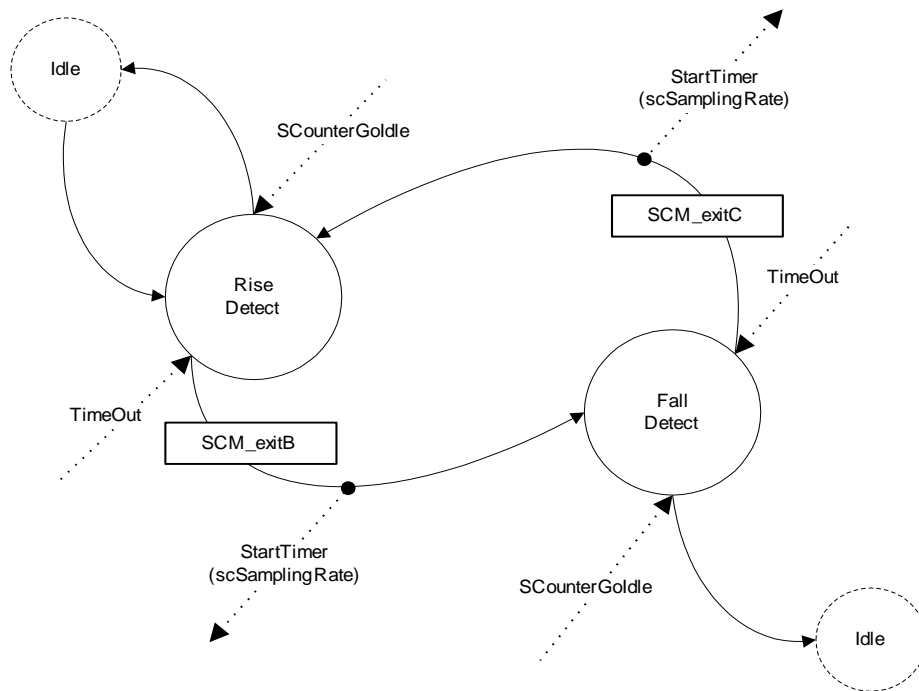 Idle
StartTimer
(scSamplingRate)
SCounterGoIdle
SCM_exitC
TimeOut
Rise
Detect
Fall
Detect
TimeOut
SCM_exitB
StartTimer
(scSamplingRate)
SCounterGoIdle
Idle